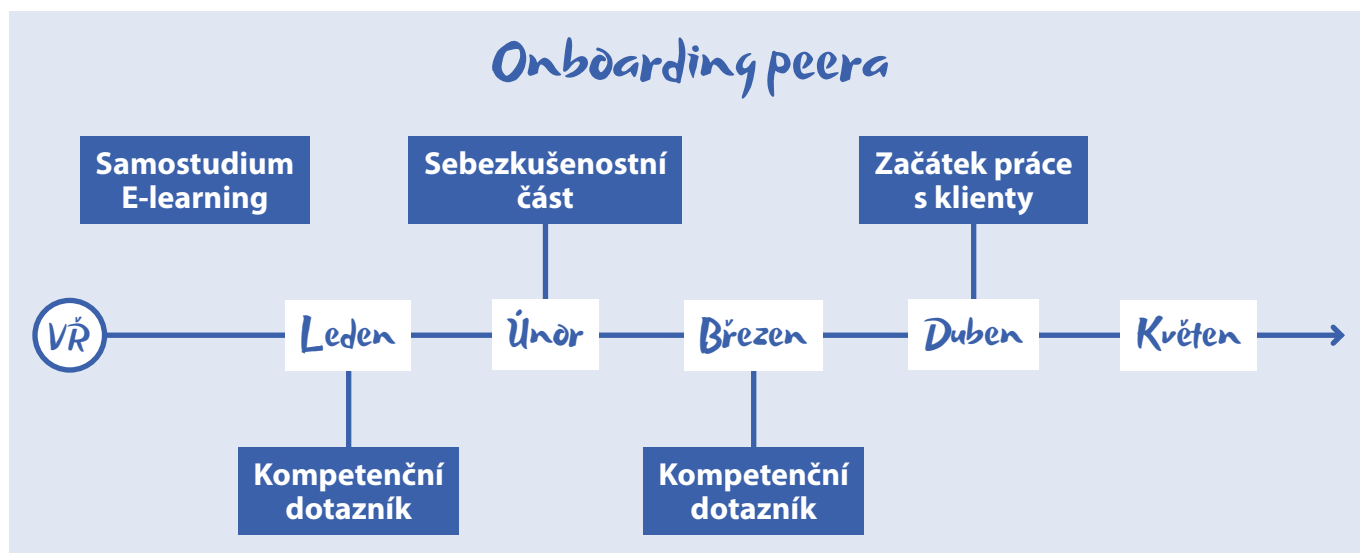 Onboarding peera
Samostudium
E-learning
Sebezkušenostní
část
Začátek práce
s klienty
VŘ
Leden
Únor
Březen
Duben
Květen
Kompetenční
dotazník
Kompetenční
dotazník